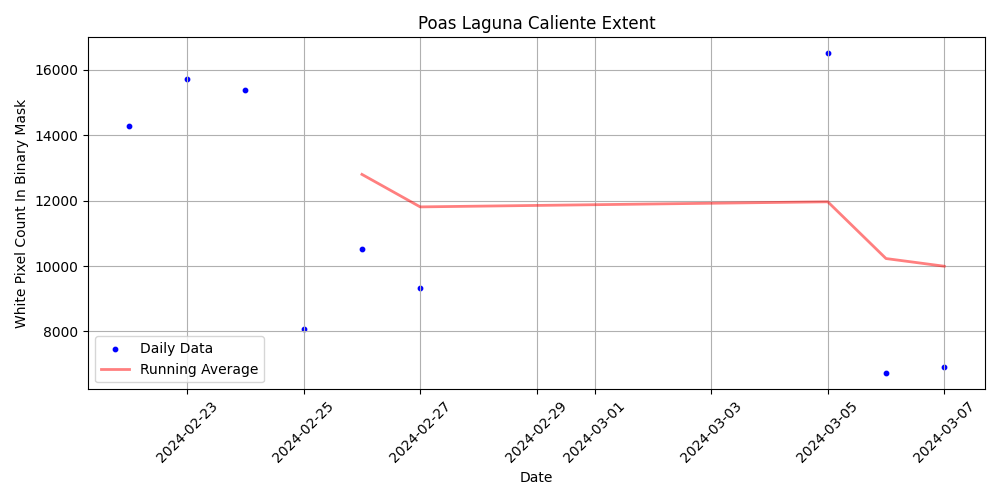 Poas Laguna Caliente Extent
White Pixel Count In Binary Mask
16000
14000
12000
10000
8000
Daily Data
Running Average
2024-02-23
2024-02-25
2024-02-27
2024-02-29
2024-03-01
2024-03-03
2024-03-05
2024-03-07
Date